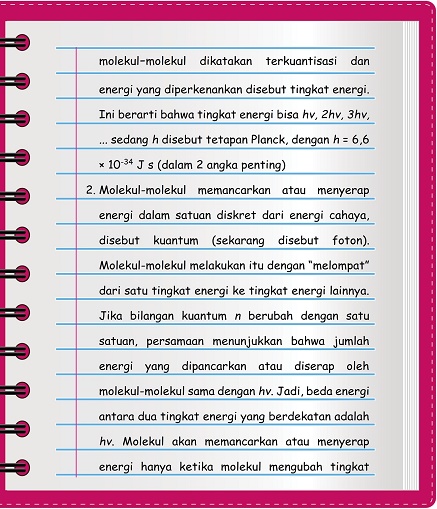 molekul-molekul dikatakan terkuantisasi dan
energi yang diperkenankan disebut tingkat energi.
Ini berarti bahwa tingkat energi bisa hv, 2hv, 3hv,
... sedang h disebut tetapan Planck, dengan h = 6,6
× 10⁻³⁴ J s (dalam 2 angka penting)
2. Molekul-molekul memancarkan atau menyerap
energi dalam satuan diskret dari energi cahaya,
disebut kuantum (sekarang disebut foton).
Molekul-molekul melakukan itu dengan “melompat”
dari satu tingkat energi ke tingkat energi lainnya.
Jika bilangan kuantum n berubah dengan satu
satuan, persamaan menunjukkan bahwa jumlah
energi yang dipancarkan atau diserap oleh
molekul-molekul sama dengan hv. Jadi, beda energi
antara dua tingkat energi yang berdekatan adalah
hv. Molekul akan memancarkan atau menyerap
energi hanya ketika molekul mengubah tingkat